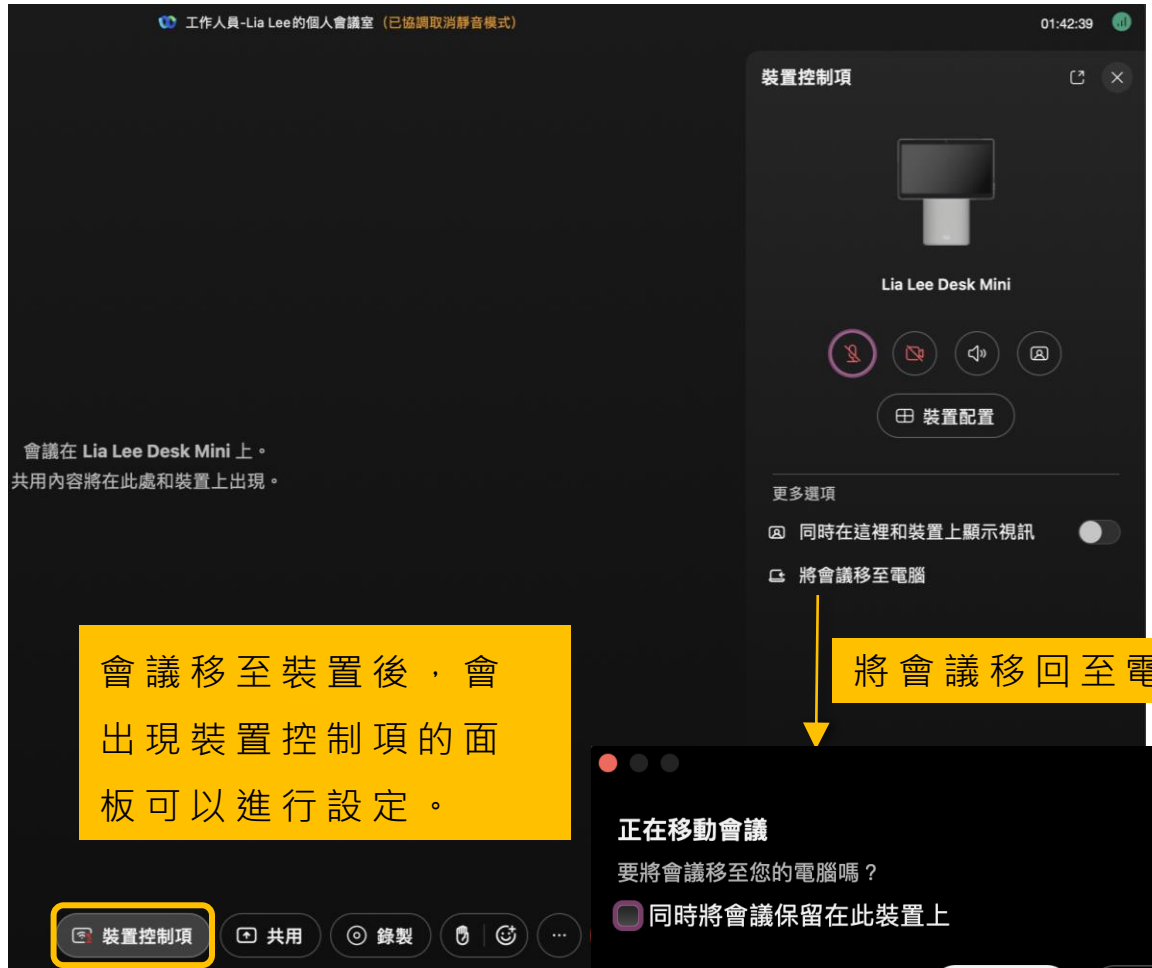 工作人員-Lia Lee的個人會議室（已協調取消靜音模式）
01:42:39
裝置控制項
Lia Lee Desk Mini
裝置配置
會議在 Lia Lee Desk Mini 上。
共用內容將在此處和裝置上出現。
更多選項
同時在這裡和裝置上顯示視訊
將會議移至電腦
會議移至裝置後，會
出現裝置控制項的面
板可以進行設定。
將會議移回至電
正在移動會議
要將會議移至您的電腦嗎？
同時將會議保留在此裝置上
裝置控制項
共用
錄製